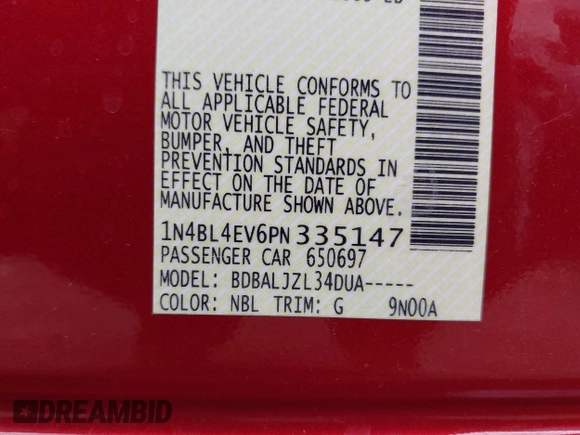 THIS VEHICLE CONFORMS TO
ALL APPLICABLE FEDERAL
MOTOR VEHICLE SAFETY,
BUMPER, AND THEFT
PREVENTION STANDARDS IN
EFFECT ON THE DATE OF
MANUFACTURE SHOWN ABOVE.
1N4BL4EV6PN335147
PASSENGER CAR 650697
MODEL: BDBALJZL34DUA-----
COLOR: NBL TRIM: G 9N00A
DREAMBID